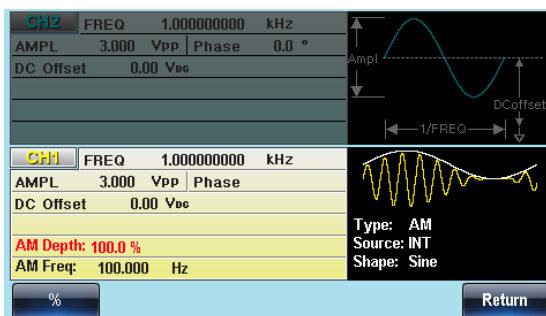 CH2 FREQ 1.000000000 kHz
AMPL 3.000 Vpp Phase 0.0 °
DC Offset 0.00 VDC
Ampl
DCoffset
1/FREQ
CH1 FREQ 1.000000000 kHz
AMPL 3.000 Vpp Phase
DC Offset 0.00 VDC
AM Depth: 100.0 %
AM Freq: 100.000 Hz
Type: AM
Source: INT
Shape: Sine
% Return